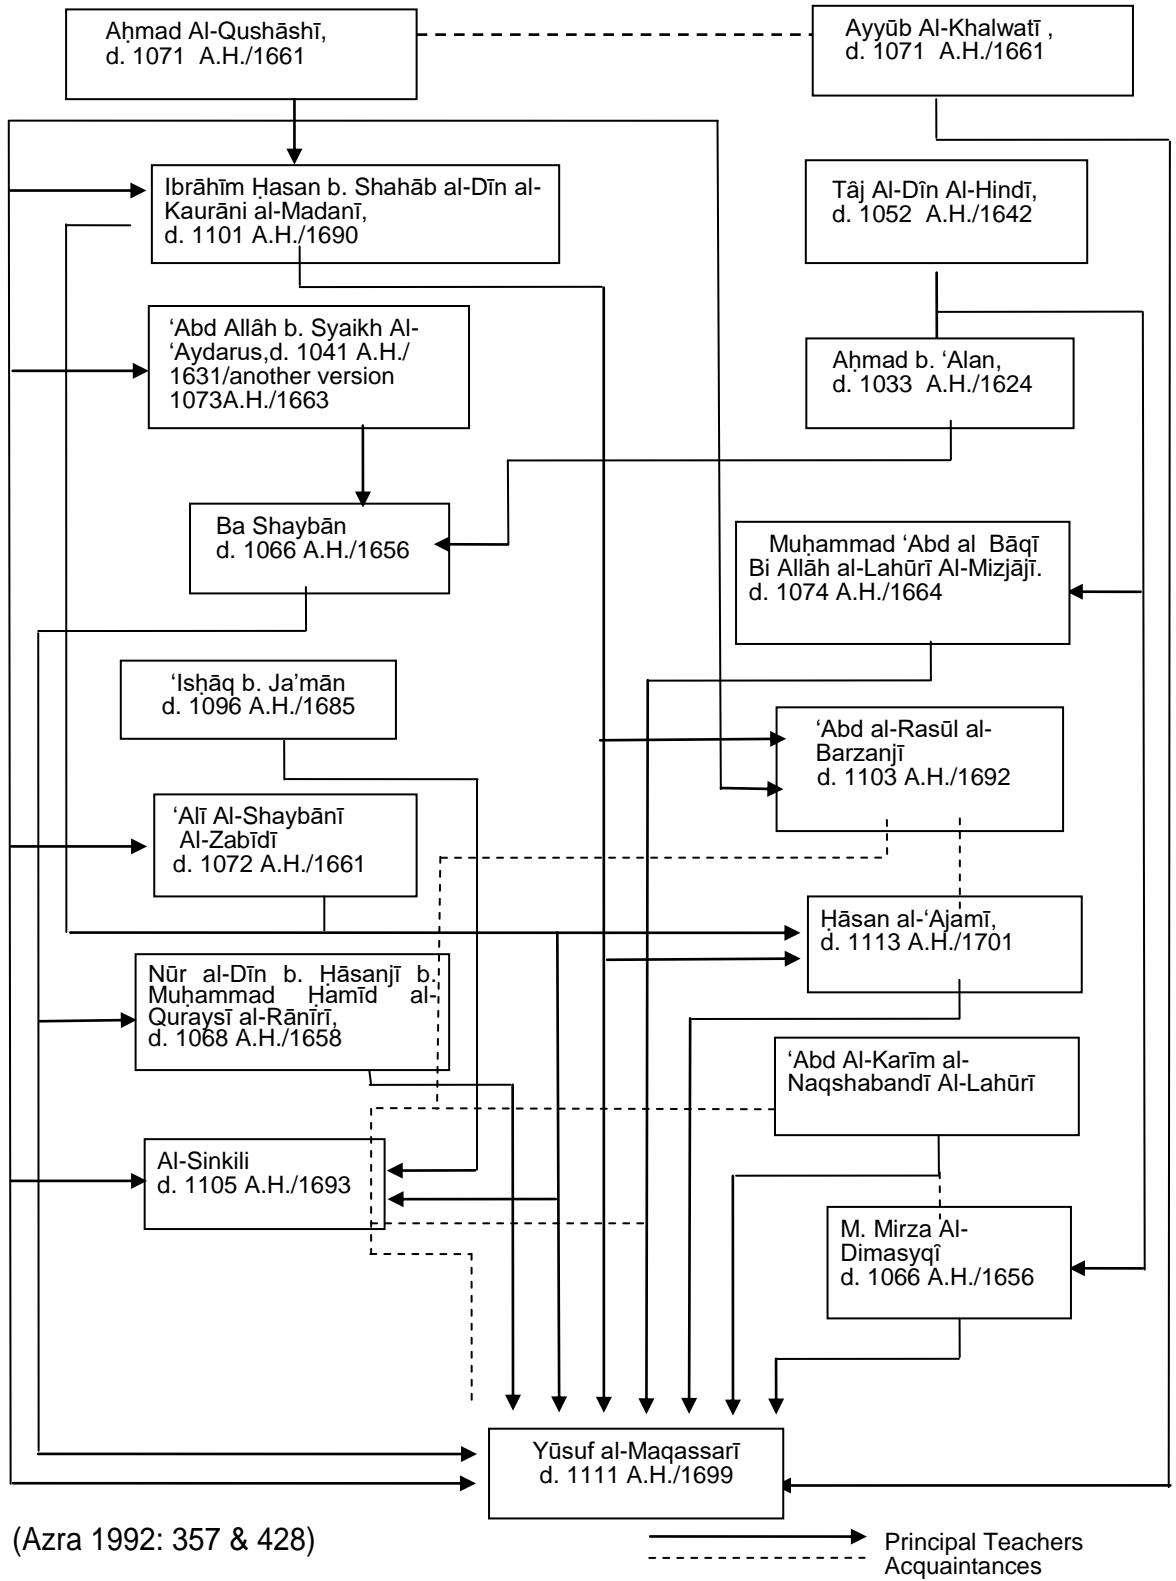 Aḥmad Al-Qushāshī,
d. 1071 A.H./1661
Ayyūb Al-Khalwatī ,
d. 1071 A.H./1661
Ibrāhīm Ḥasan b. Shahāb al-Dīn al-
Kaurāni al-Madanī,
d. 1101 A.H./1690
Tâj Al-Dîn Al-Hindī,
d. 1052 A.H./1642
‘Abd Allâh b. Syaikh Al-
‘Aydarus,d. 1041 A.H./
1631/another version
1073A.H./1663
Aḥmad b. ‘Alan,
d. 1033 A.H./1624
Ba Shaybān
d. 1066 A.H./1656
Muḥammad ‘Abd al Bāqī
Bi Allāh al-Lahūrī Al-Mizjājī.
d. 1074 A.H./1664
‘Isḥāq b. Ja’mān
d. 1096 A.H./1685
‘Abd al-Rasūl al-
Barzanjī
d. 1103 A.H./1692
‘Alī Al-Shaybānī
Al-Zabīdī
d. 1072 A.H./1661
Ḥāsan al-‘Ajamī,
d. 1113 A.H./1701
Nūr al-Dīn b. Ḥāsanjī b.
Muḥammad Ḥamīd al-
Quraysī al-Rānīrī,
d. 1068 A.H./1658
‘Abd Al-Karīm al-
Naqshabandī Al-Lahūrī
Al-Sinkili
d. 1105 A.H./1693
M. Mirza Al-
Dimasyqî
d. 1066 A.H./1656
Yūsuf al-Maqassarī
d. 1111 A.H./1699
(Azra 1992: 357 & 428)
Principal Teachers
Acquaintances